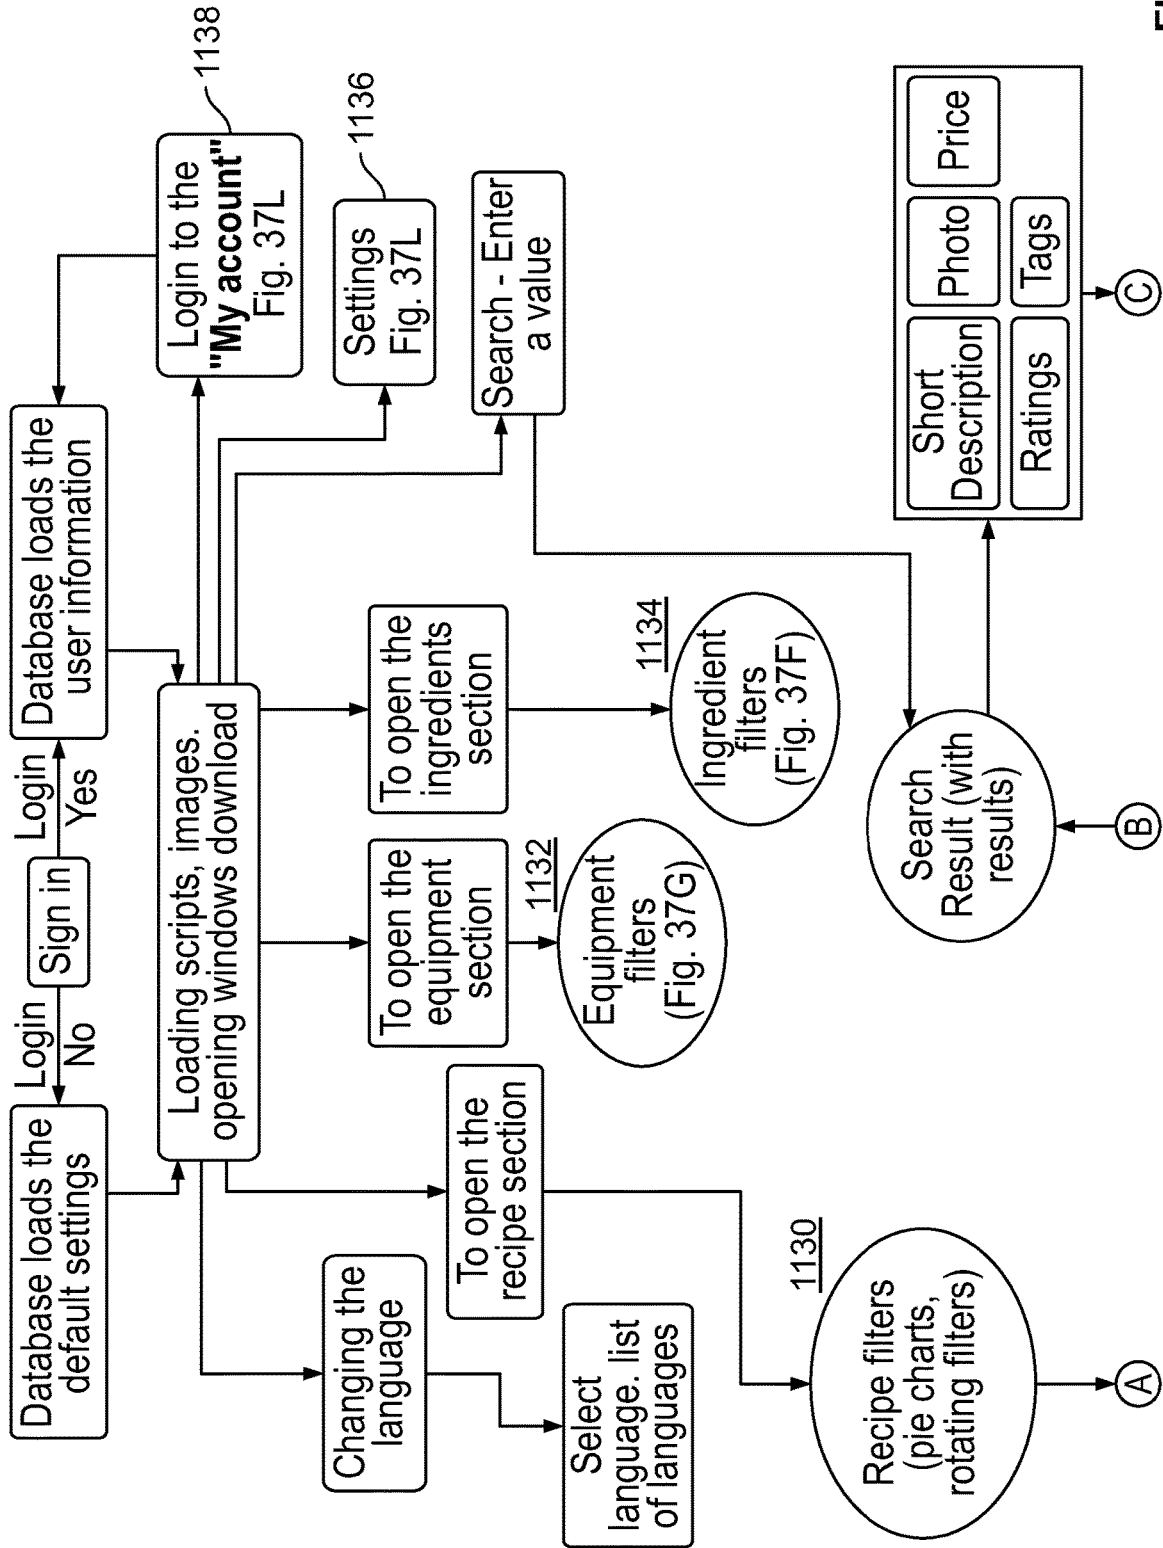 Sign in
Login
No
Login
Yes
Database loads the
default settings
Database loads the
user information
Loading scripts, images.
opening windows download
Login to the
"My account"
Fig. 37L
1138
Settings
Fig. 37L
1136
Search - Enter
a value
Changing the
language
Select
language. list
of languages
To open the
recipe section
1130
Recipe filters
(pie charts,
rotating filters)
A
To open the
equipment
section
1132
Equipment
filters
(Fig. 37G)
To open the
ingredients
section
1134
Ingredient
filters
(Fig. 37F)
Search
Result (with
results)
B
Short
Description
Photo
Price
Ratings
Tags
C